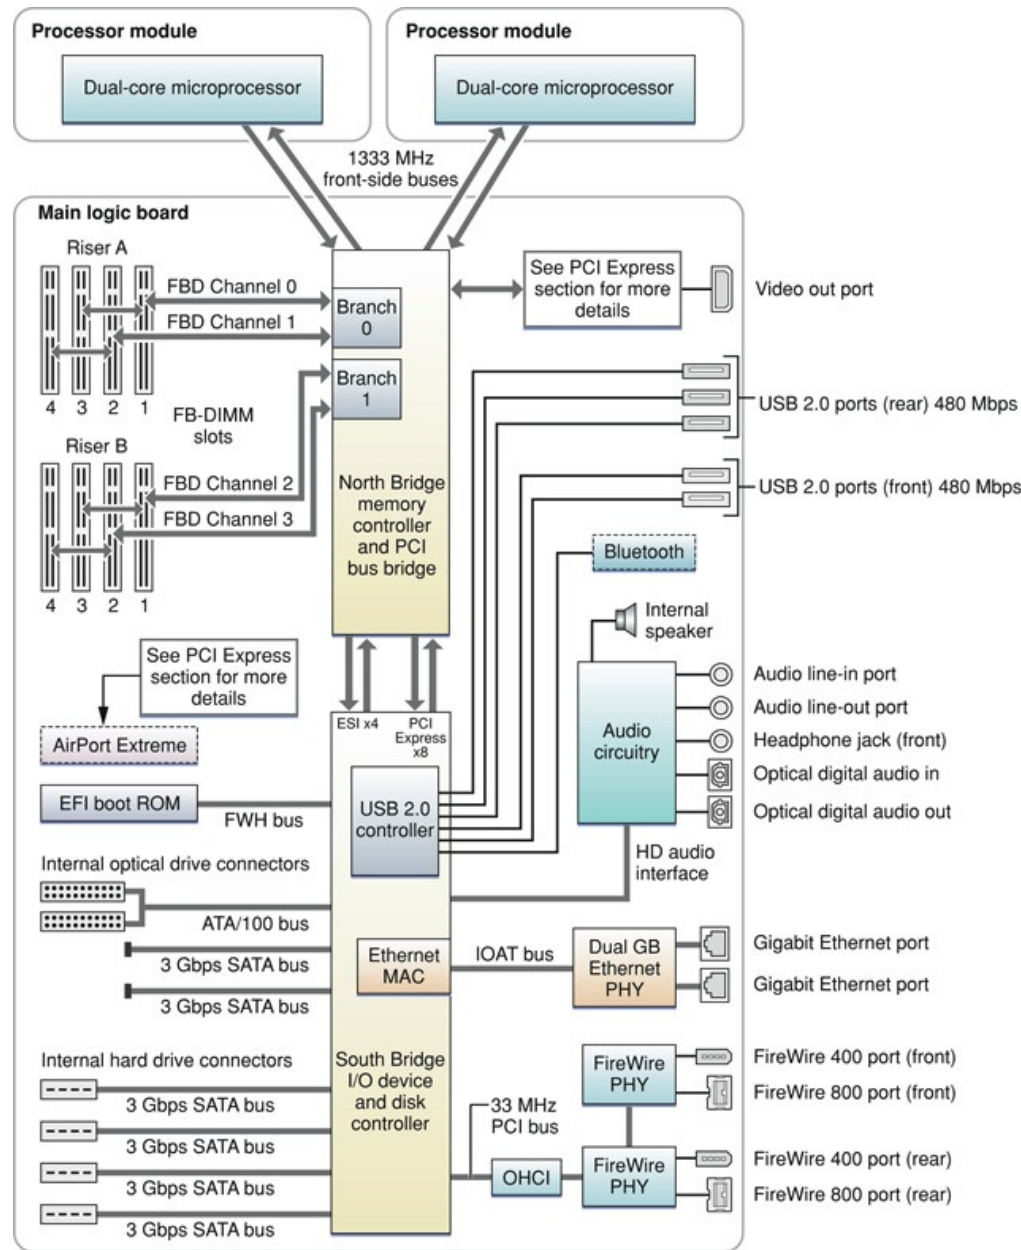 Processor module
Processor module
Dual-core microprocessor
Dual-core microprocessor
1333 MHz
front-side buses
Main logic board
Riser A
FBD Channel 0
FBD Channel 1
Branch
0
Branch
1
4 3 2 1
FB-DIMM
slots
Riser B
FBD Channel 2
FBD Channel 3
4 3 2 1
North Bridge
memory
controller
and PCI
bus bridge
See PCI Express
section for more
details
Video out port
USB 2.0 ports (rear) 480 Mbps
USB 2.0 ports (front) 480 Mbps
Bluetooth
Internal
speaker
See PCI Express
section for more
details
AirPort Extreme
ESI x4
PCI
Express
x8
Audio
circuitry
Audio line-in port
Audio line-out port
Headphone jack (front)
Optical digital audio in
Optical digital audio out
EFI boot ROM
FWH bus
USB 2.0
controller
HD audio
interface
Internal optical drive connectors
ATA/100 bus
3 Gbps SATA bus
3 Gbps SATA bus
Ethernet
MAC
IOAT bus
Dual GB
Ethernet
PHY
Gigabit Ethernet port
Gigabit Ethernet port
Internal hard drive connectors
3 Gbps SATA bus
3 Gbps SATA bus
3 Gbps SATA bus
3 Gbps SATA bus
South Bridge
I/O device
and disk
controller
33 MHz
PCI bus
OHCI
FireWire
PHY
FireWire 400 port (front)
FireWire 800 port (front)
FireWire
PHY
FireWire 400 port (rear)
FireWire 800 port (rear)